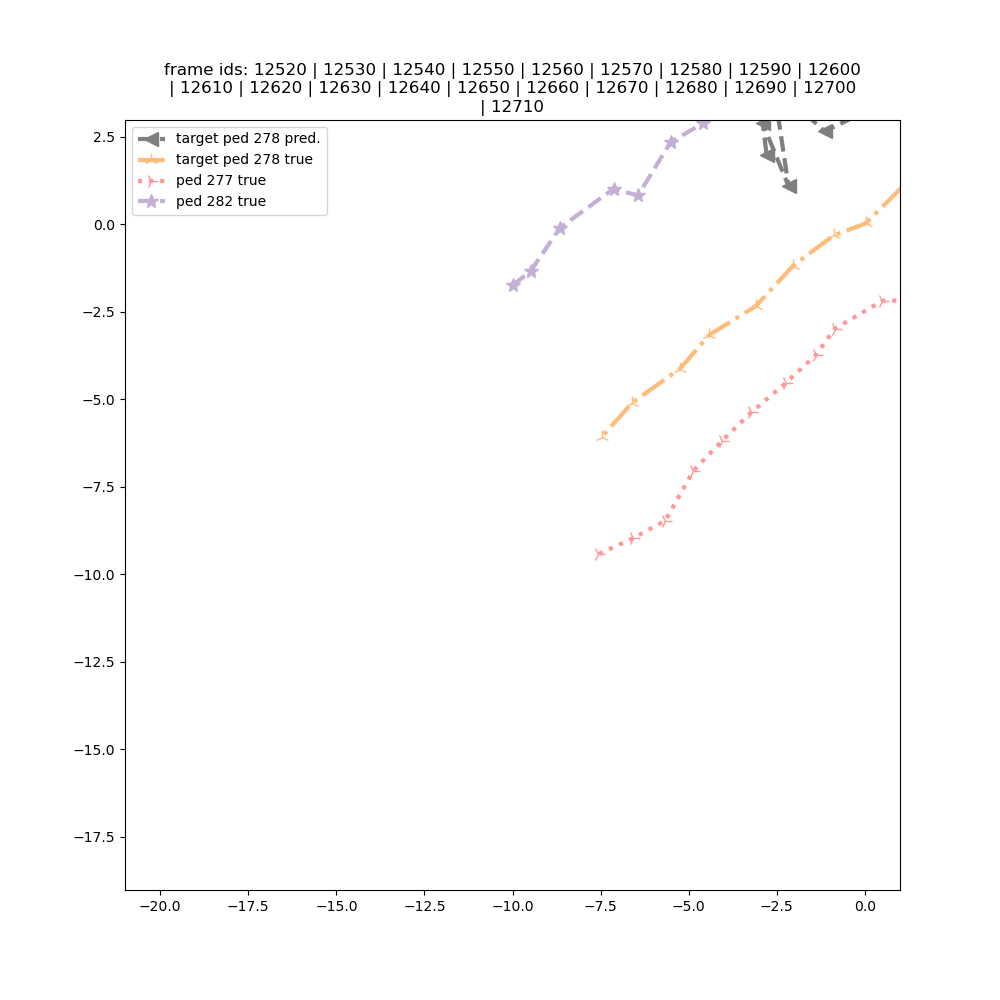 frame ids: 12520 | 12530 | 12540 | 12550 | 12560 | 12570 | 12580 | 12590 | 12600
| 12610 | 12620 | 12630 | 12640 | 12650 | 12660 | 12670 | 12680 | 12690 | 12700
| 12710
target ped 278 pred.
target ped 278 true
ped 277 true
ped 282 true
2.5
0.0
−2.5
−5.0
−7.5
−10.0
−12.5
−15.0
−17.5
−20.0 −17.5 −15.0 −12.5 −10.0 −7.5 −5.0 −2.5 0.0